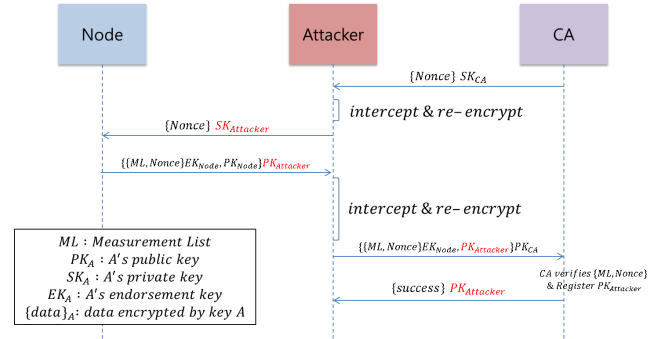 Node
Attacker
CA
{Nonce} SK_CA
intercept & re– encrypt
{Nonce} SK_Attacker
{{ML,Nonce}EK_Node, PK_Node}PK_Attacker
intercept & re– encrypt
{{ML,Nonce}EK_Node, PK_Attacker}PK_CA
CA verifies {ML,Nonce}
& Register PK_Attacker
{success} PK_Attacker
ML : Measurement List
PK_A : A's public key
SK_A : A's private key
EK_A : A's endorsement key
{data}_A: data encrypted by key A